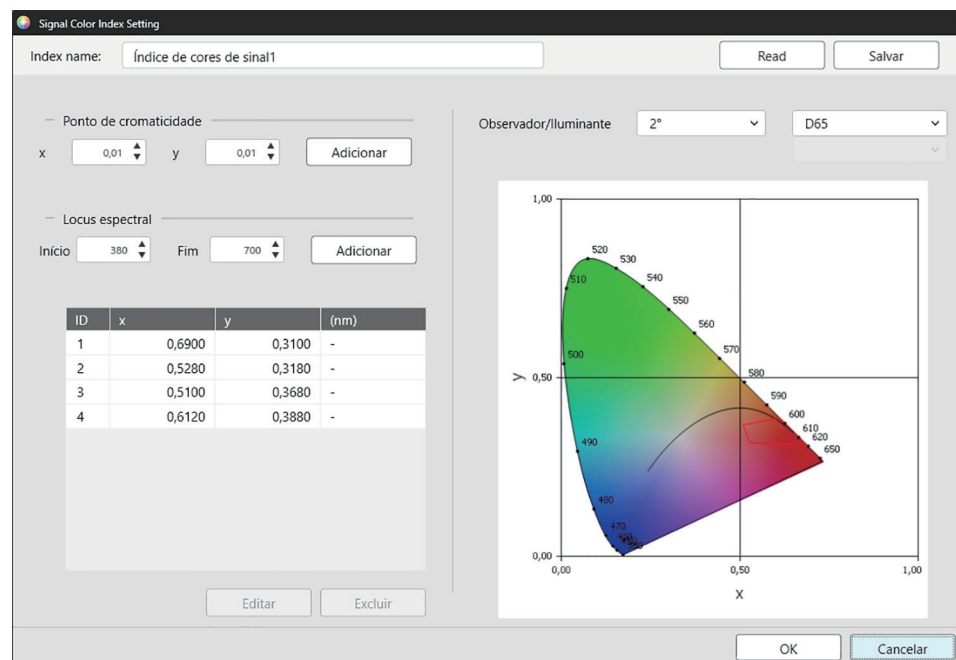 Signal Color Index Setting
Index name: Índice de cores de sinal1 Read Salvar
Ponto de cromaticidade
x 0,01 y 0,01 Adicionar
Locus espectral
Início 380 Fim 700 Adicionar
ID x y (nm)
1 0,6900 0,3100 -
2 0,5280 0,3180 -
3 0,5100 0,3680 -
4 0,6120 0,3880 -
Editar Excluir
Observador/Iluminante 2° D65
1,00
520
530
540
510
550
560
570
500
580
y 0,50
590
600
610
620
650
490
480
470
0,00
0,00 0,50 1,00
x
OK Cancelar